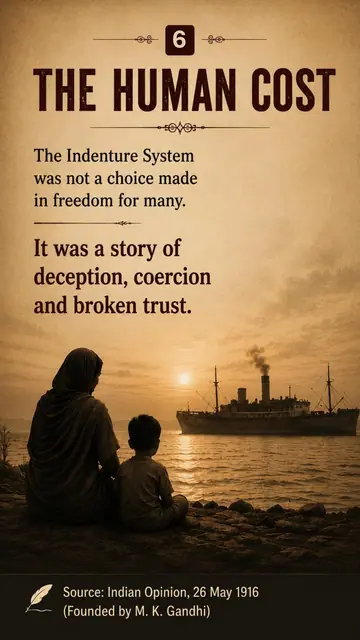 6
THE HUMAN COST
The Indenture System
was not a choice made
in freedom for many.
It was a story of
deception, coercion
and broken trust.
Source: Indian Opinion, 26 May 1916
(Founded by M. K. Gandhi)